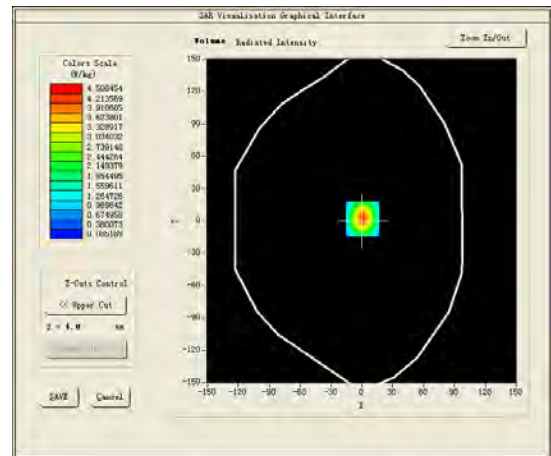 SAR Visualisation Graphical Interface
Volume Radiated Intensity
Zoom In/Out
Colors Scale
(W/kg)
4.508454
4.213569
3.918685
3.623801
3.328917
3.034032
2.739148
2.444264
2.149379
1.854495
1.559611
1.264726
0.969842
0.674958
0.380073
0.085189
Z-Cuts Control
<< Upper Cut
Z = 4.0 mm
SAVE
Cancel
150
120
90
60
30
0
-30
-60
-90
-120
-150
Y
-150 -120 -90 -60 -30 0 30 60 90 120 150
X